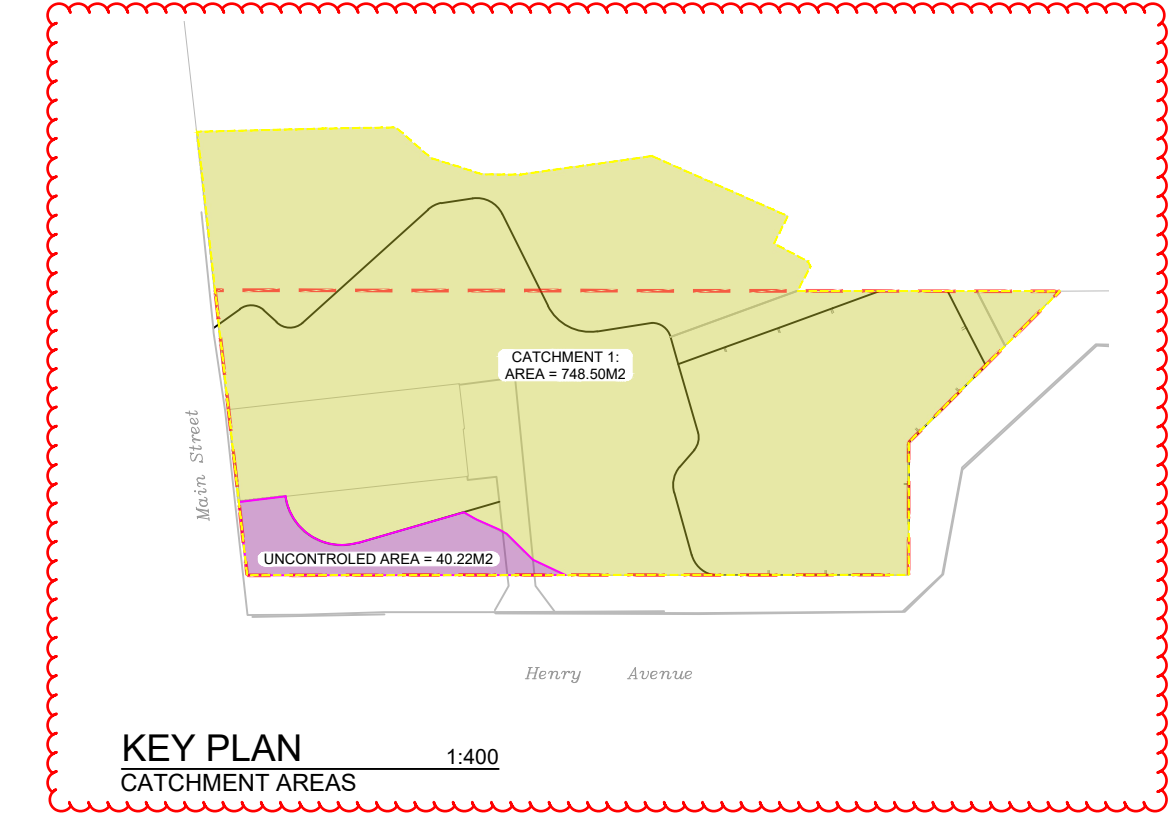 CATCHMENT 1:
AREA = 748.50M2
Main Street
UNCONTROLED AREA = 40.22M2
Henry Avenue
KEY PLAN 1:400
CATCHMENT AREAS